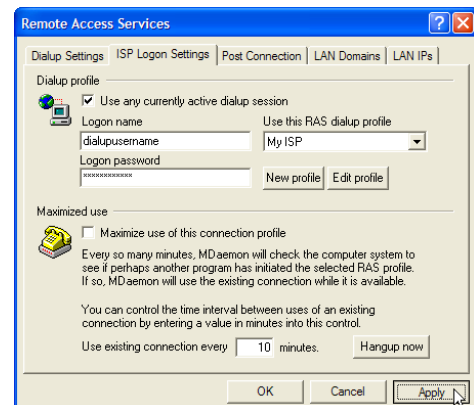 Remote Access Services
Dialup Settings ISP Logon Settings Post Connection LAN Domains LAN IPs
Dialup profile
Use any currently active dialup session
Logon name Use this RAS dialup profile
dialupusername My ISP
Logon password
xxxxxxxxxxxx New profile Edit profile
Maximized use
Maximize use of this connection profile
Every so many minutes, MDaemon will check the computer system to
see if perhaps another program has initiated the selected RAS profile.
If so, MDaemon will use the existing connection while it is available.
You can control the time interval between uses of an existing
connection by entering a value in minutes into this control.
Use existing connection every 10 minutes. Hangup now
OK Cancel Apply